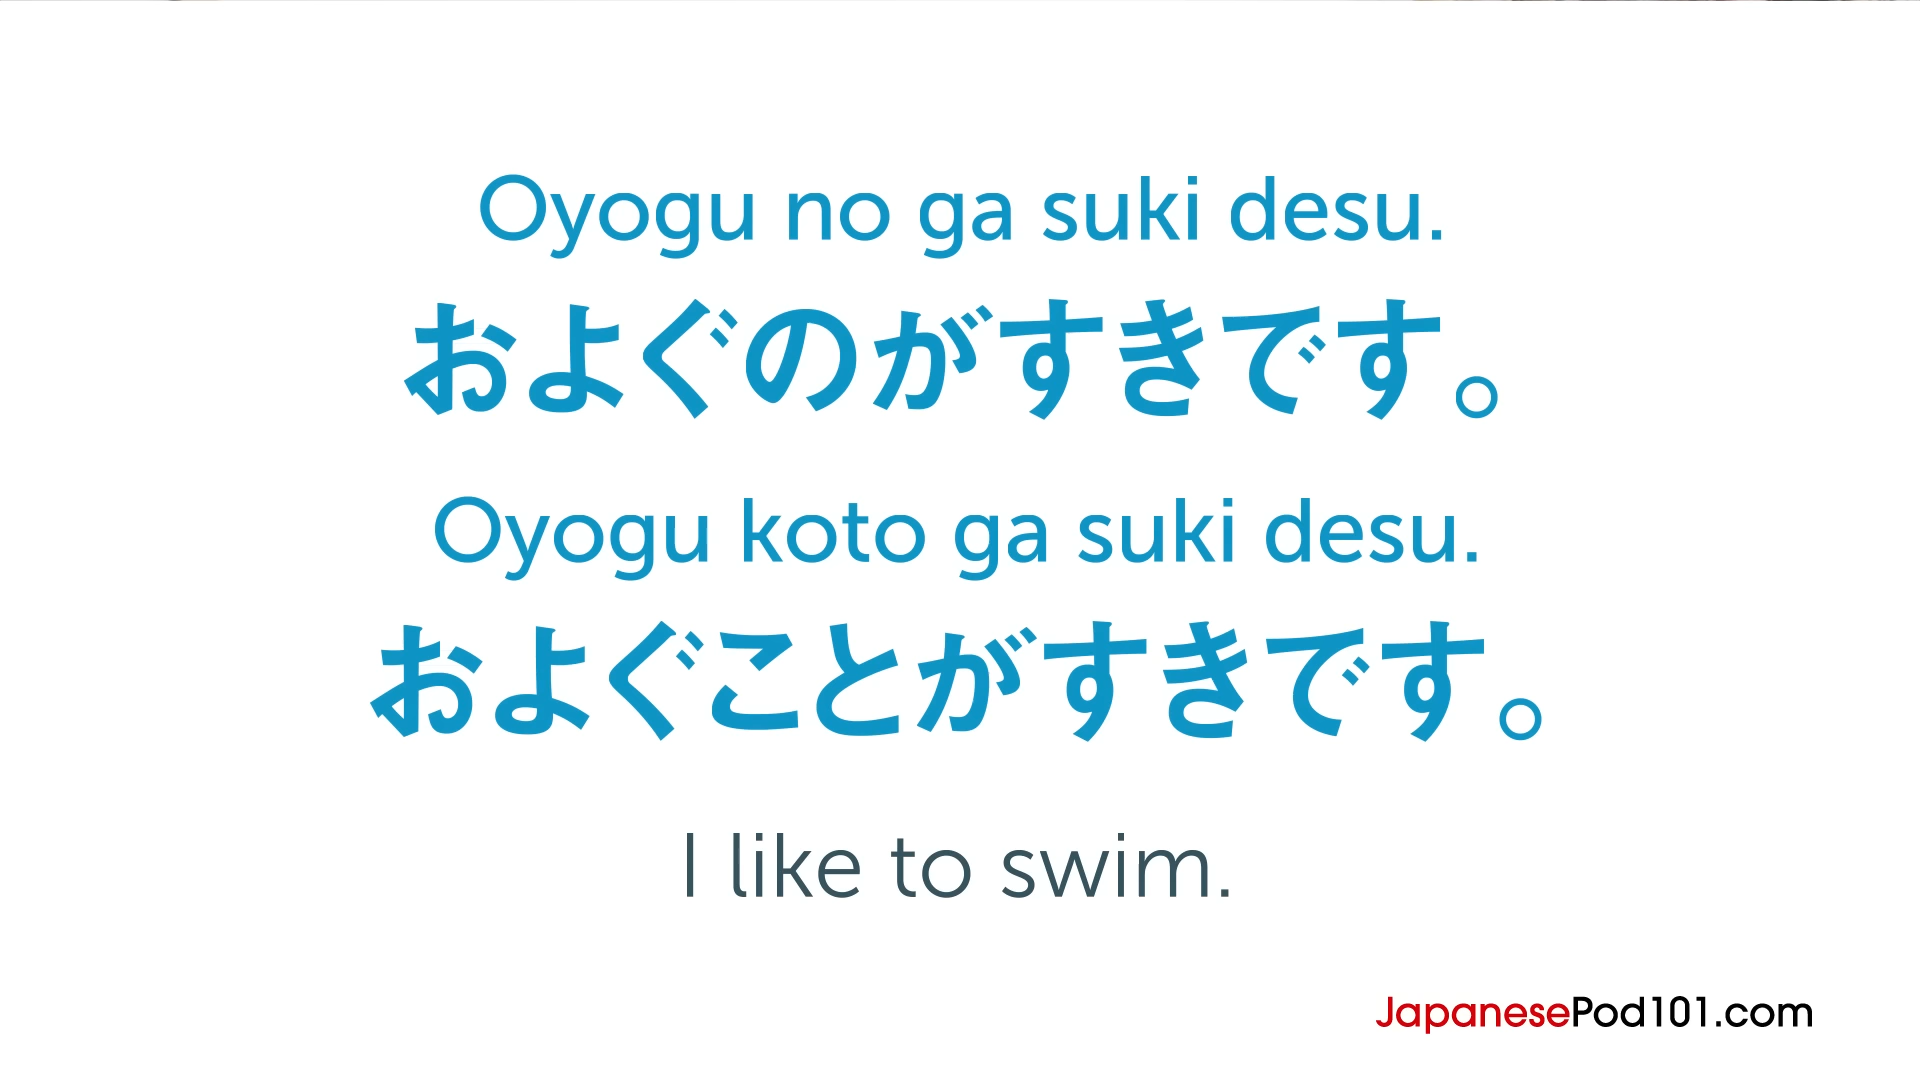 Oyogu no ga suki desu.
およぐのがすきです。
Oyogu koto ga suki desu.
およぐことがすきです。
I like to swim.
JapanesePod101.com